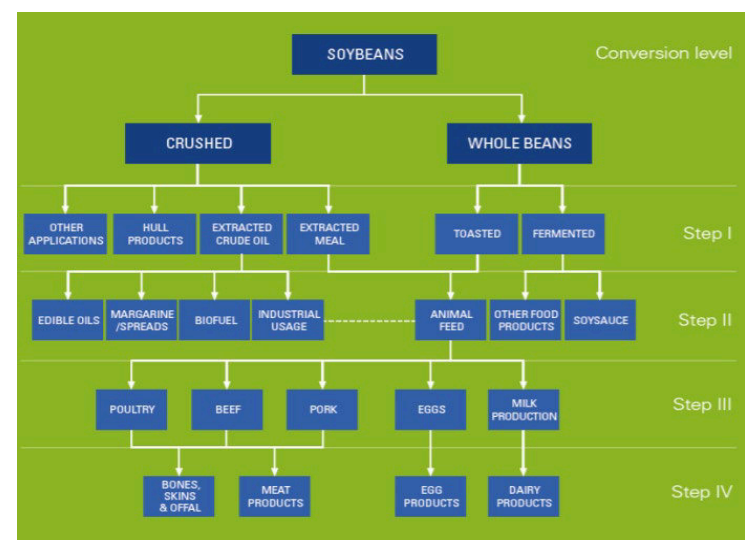 SOYBEANS
Conversion level
CRUSHED
WHOLE BEANS
OTHER
APPLICATIONS
HULL
PRODUCTS
EXTRACTED
CRUDE OIL
EXTRACTED
MEAL
TOASTED
FERMENTED
Step I
EDIBLE OILS
MARGARINE
/SPREADS
BIOFUEL
INDUSTRIAL
USAGE
ANIMAL
FEED
OTHER FOOD
PRODUCTS
SOYSAUCE
Step II
POULTRY
BEEF
PORK
EGGS
MILK
PRODUCTION
Step III
BONES,
SKINS
& OFFAL
MEAT
PRODUCTS
EGG
PRODUCTS
DAIRY
PRODUCTS
Step IV